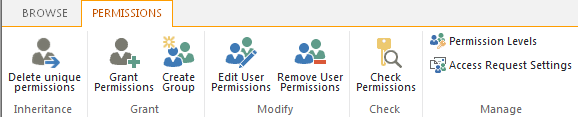 BROWSE PERMISSIONS
Delete unique permissions
Grant Permissions
Create Group
Edit User Permissions
Remove User Permissions
Check Permissions
Permission Levels
Access Request Settings
Inheritance Grant Modify Check Manage